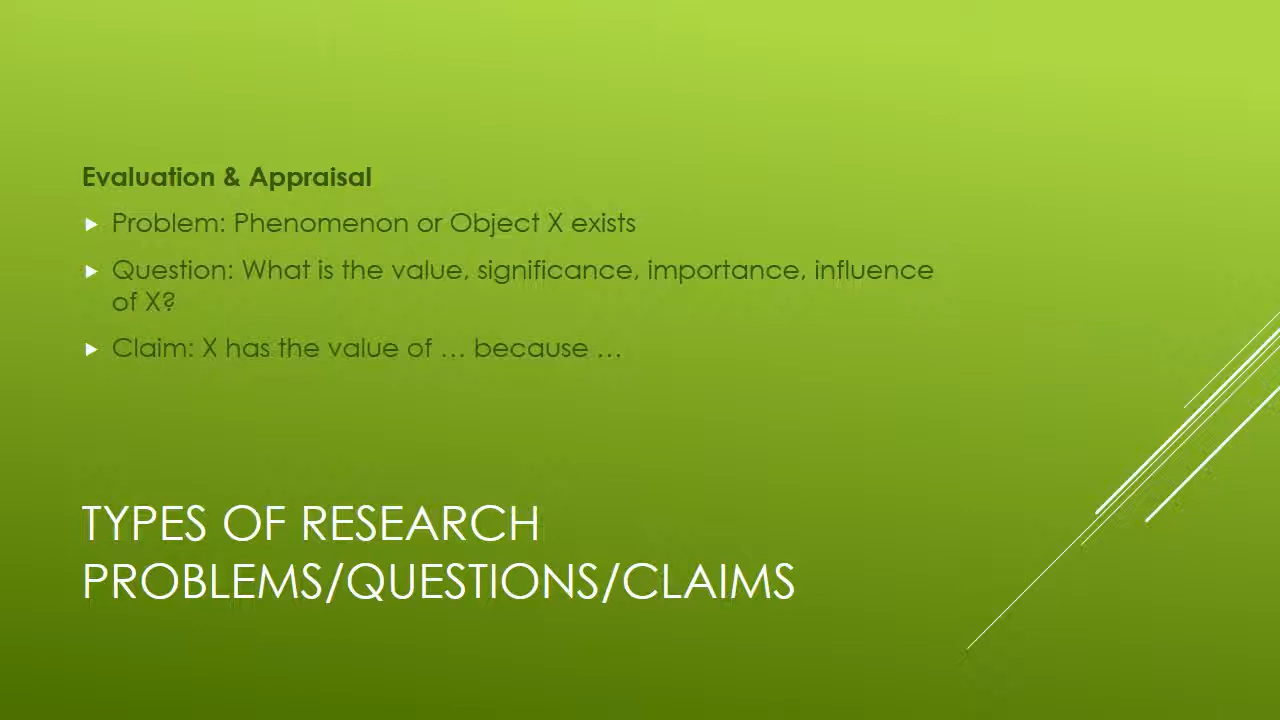 Evaluation & Appraisal
Problem: Phenomenon or Object X exists
Question: What is the value, significance, importance, influence
of X?
Claim: X has the value of … because …
TYPES OF RESEARCH
PROBLEMS/QUESTIONS/CLAIMS